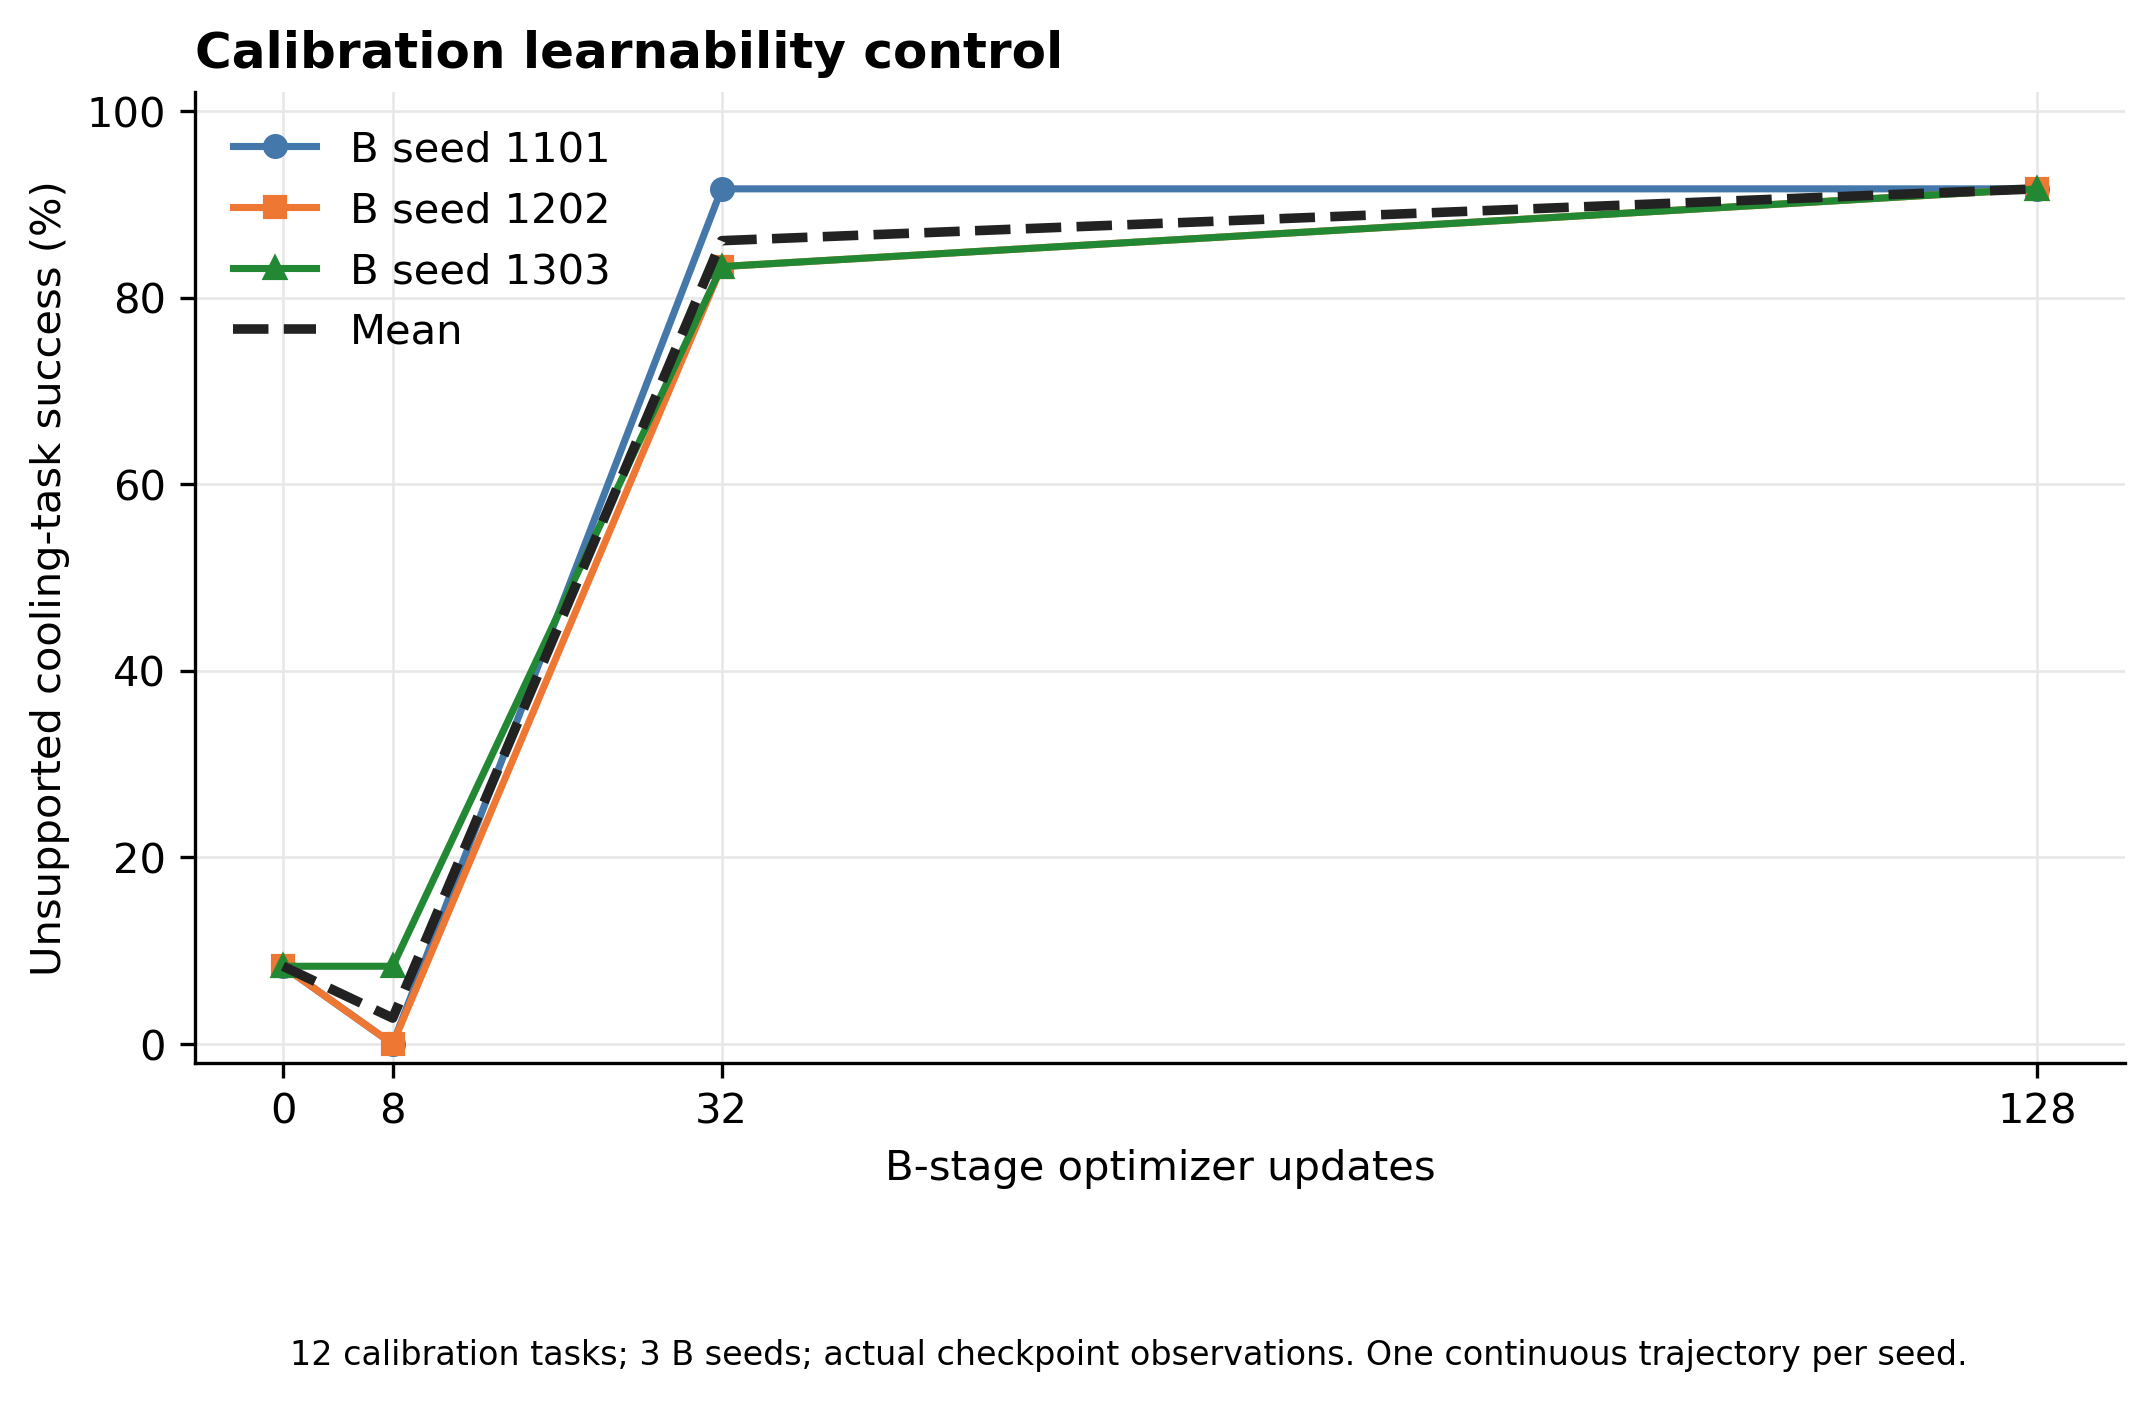 Calibration learnability control
Unsupported cooling-task success (%)
100
80
60
40
20
0
B seed 1101
B seed 1202
B seed 1303
Mean
0 8 32 128
B-stage optimizer updates
12 calibration tasks; 3 B seeds; actual checkpoint observations. One continuous trajectory per seed.